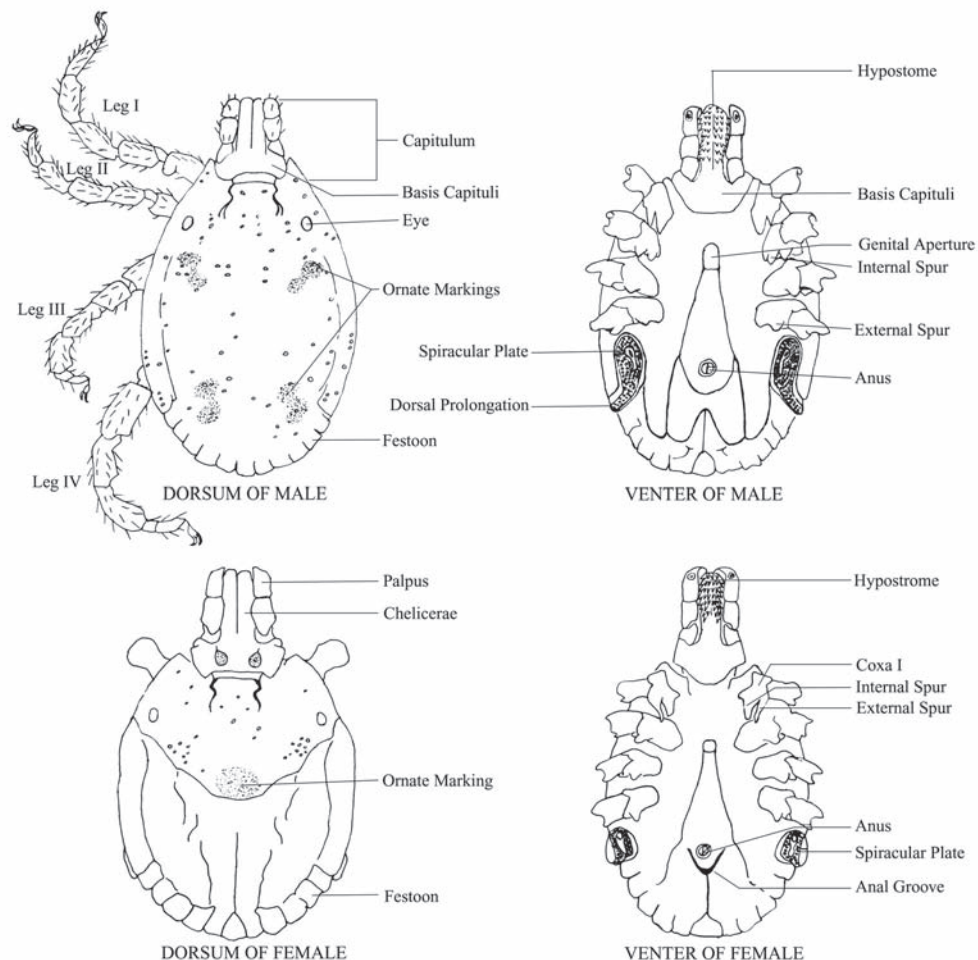 Leg I
Leg II
Leg III
Leg IV
Capitulum
Basis Capituli
Eye
Ornate Markings
Festoon
DORSUM OF MALE
Hypostome
Basis Capituli
Genital Aperture
Internal Spur
External Spur
Spiracular Plate
Anus
Dorsal Prolongation
VENTER OF MALE
Palpus
Chelicerae
Ornate Marking
Festoon
DORSUM OF FEMALE
Hypostrome
Coxa I
Internal Spur
External Spur
Anus
Spiracular Plate
Anal Groove
VENTER OF FEMALE